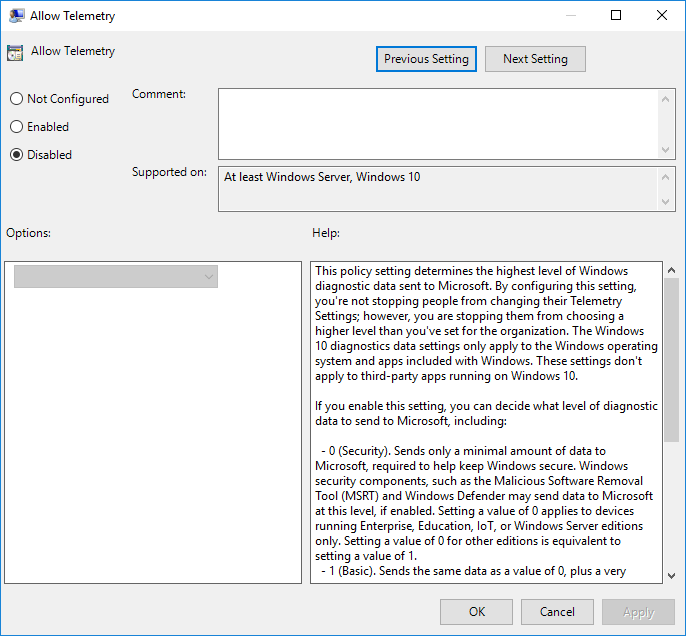 Allow Telemetry
Allow Telemetry
Previous Setting
Next Setting
Not Configured
Enabled
Disabled
Comment:
Supported on:
At least Windows Server, Windows 10
Options:
Help:
This policy setting determines the highest level of Windows
diagnostic data sent to Microsoft. By configuring this setting,
you're not stopping people from changing their Telemetry
Settings; however, you are stopping them from choosing a
higher level than you've set for the organization. The Windows
10 diagnostics data settings only apply to the Windows operating
system and apps included with Windows. These settings don't
apply to third-party apps running on Windows 10.
If you enable this setting, you can decide what level of diagnostic
data to send to Microsoft, including:
- 0 (Security). Sends only a minimal amount of data to
Microsoft, required to help keep Windows secure. Windows
security components, such as the Malicious Software Removal
Tool (MSRT) and Windows Defender may send data to Microsoft
at this level, if enabled. Setting a value of 0 applies to devices
running Enterprise, Education, IoT, or Windows Server editions
only. Setting a value of 0 for other editions is equivalent to
setting a value of 1.
- 1 (Basic). Sends the same data as a value of 0, plus a very
OK
Cancel
Apply